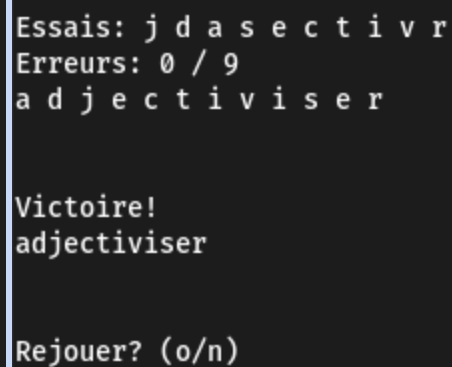 Essais: j d a s e c t i v r
Erreurs: 0 / 9
a d j e c t i v i s e r
Victoire!
adjectiviser
Rejouer? (o/n)